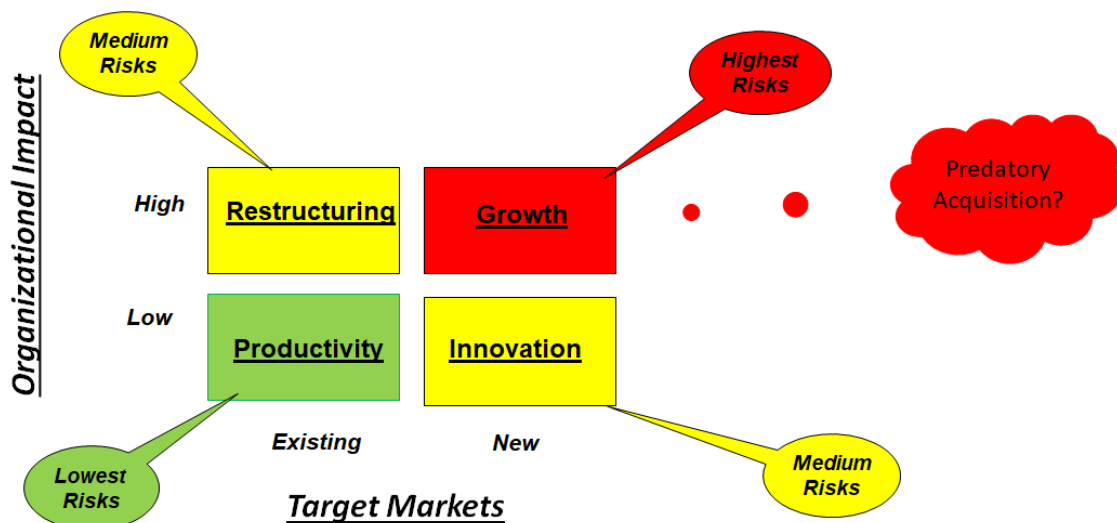 Medium
Risks
Highest
Risks
Organizational Impact
High
Restructuring
Growth
Predatory
Acquisition?
Low
Productivity
Innovation
Existing
New
Lowest
Risks
Medium
Risks
Target Markets